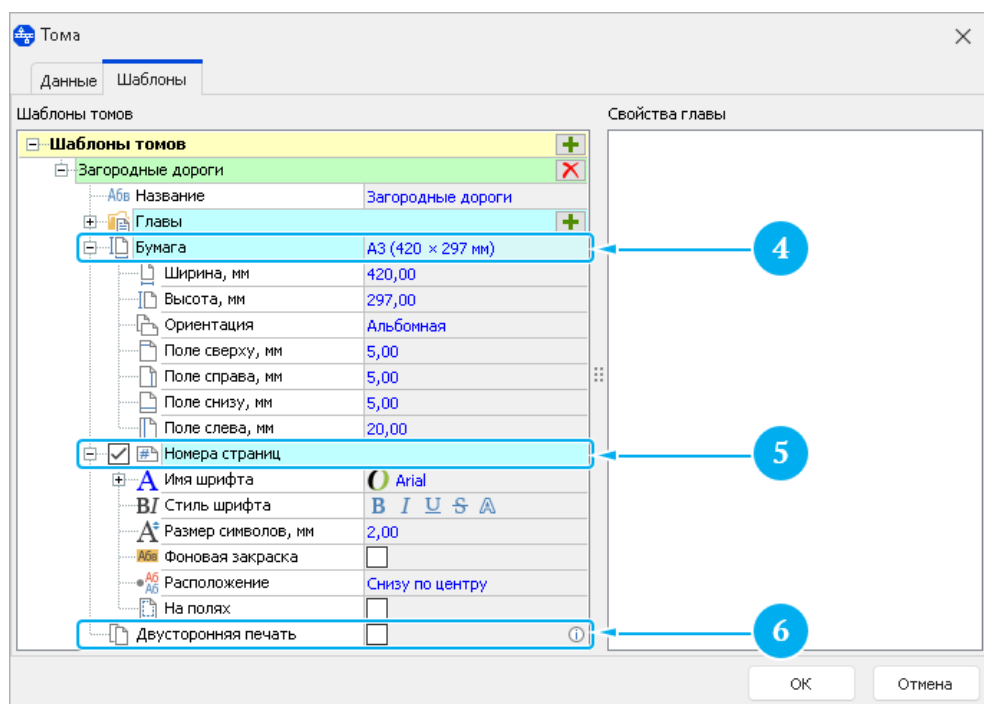 Тома
Данные Шаблоны
Шаблоны томов Свойства главы
Шаблоны томов
Загородные дороги
Абв Название Загородные дороги
Главы
Бумага А3 (420 × 297 мм) 4
Ширина, мм 420,00
Высота, мм 297,00
Ориентация Альбомная
Поле сверху, мм 5,00
Поле справа, мм 5,00
Поле снизу, мм 5,00
Поле слева, мм 20,00
# Номера страниц 5
A Имя шрифта O Arial
BI Стиль шрифта B I U S A
A Размер символов, мм 2,00
Абв Фоновая закраска
Аб Аб Расположение Снизу по центру
На полях
Двусторонняя печать 6
OK Отмена